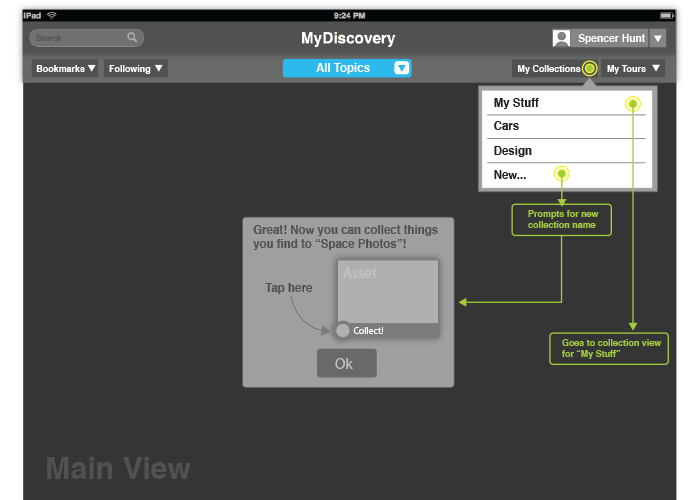 iPad
9:24 PM
Search
MyDiscovery
Spencer Hunt
Bookmarks
Following
All Topics
My Collections
My Tours
My Stuff
Cars
Design
New...
Prompts for new
collection name
Great! Now you can collect things
you find to “Space Photos”!
Asset
Tap here
Collect!
Ok
Goes to collection view
for “My Stuff”
Main View